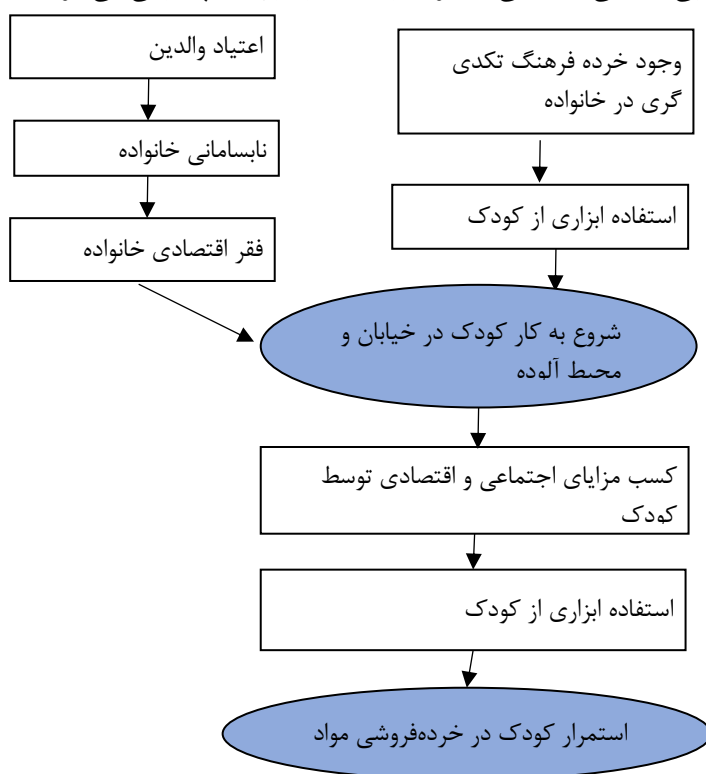 اعتیاد والدین
وجود خرده فرهنگ تکدی
گری در خانواده
نابسامانی خانواده
استفاده ابزاری از کودک
فقر اقتصادی خانواده
شروع به کار کودک در خیابان و
محیط آلوده
کسب مزایای اجتماعی و اقتصادی توسط
کودک
استفاده ابزاری از کودک
استمرار کودک در خرده‌فروشی مواد